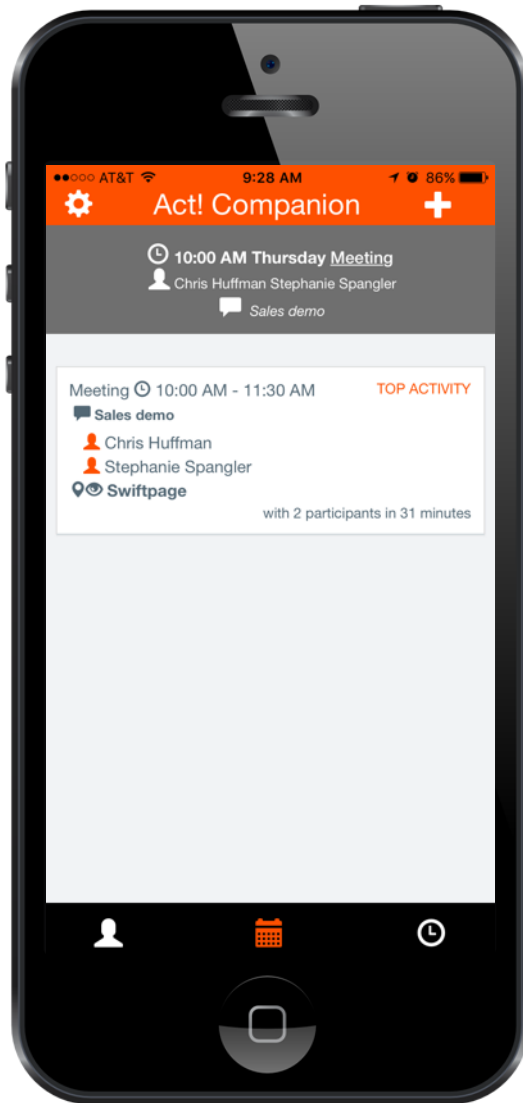 AT&T 9:28 AM 86%
Act! Companion
10:00 AM Thursday Meeting
Chris Huffman Stephanie Spangler
Sales demo
Meeting 10:00 AM - 11:30 AM TOP ACTIVITY
Sales demo
Chris Huffman
Stephanie Spangler
Swiftpage
with 2 participants in 31 minutes